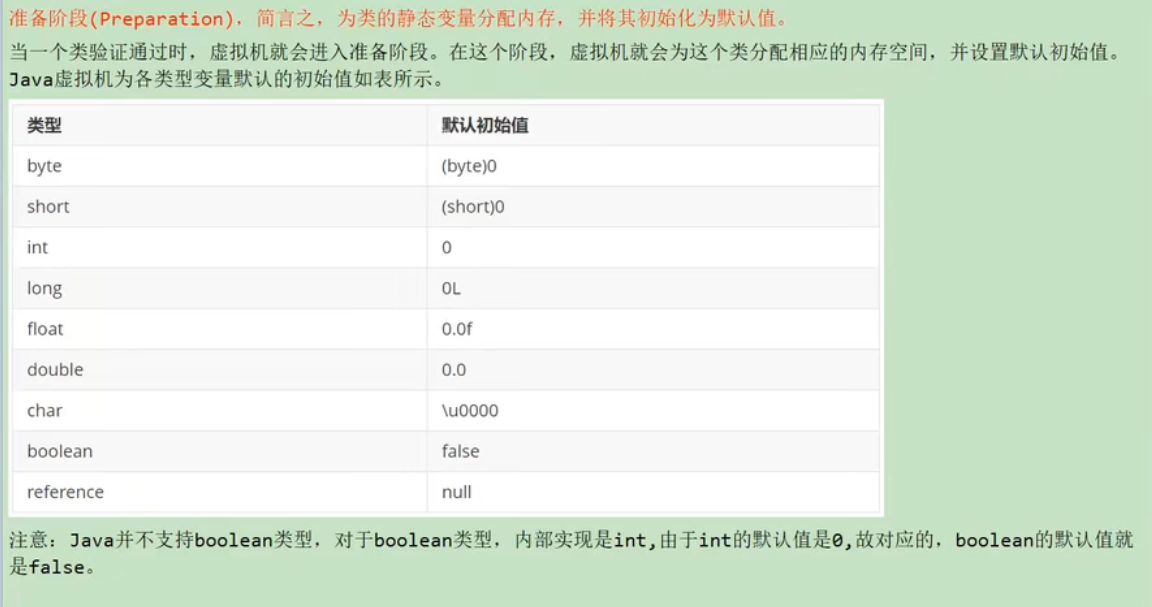 准备阶段(Preparation)，简言之，为类的静态变量分配内存，并将其初始化为默认值。
当一个类验证通过时，虚拟机就会进入准备阶段。在这个阶段，虚拟机就会为这个类分配相应的内存空间，并设置默认初始值。
Java虚拟机为各类型变量默认的初始值如表所示。
类型 默认初始值
byte (byte)0
short (short)0
int 0
long 0L
float 0.0f
double 0.0
char \u0000
boolean false
reference null
注意：Java并不支持boolean类型，对于boolean类型，内部实现是int,由于int的默认值是0,故对应的，boolean的默认值就
是false。